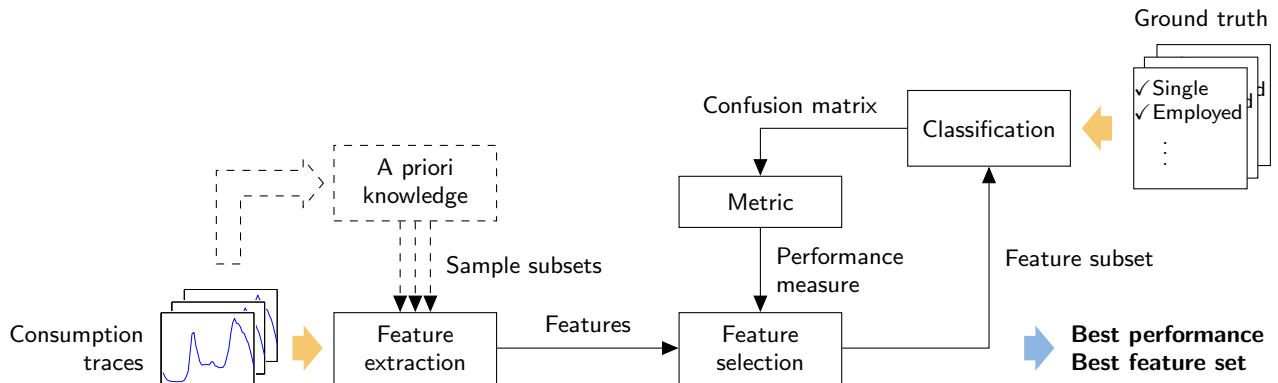 Ground truth
✓Single
✓Employed
Confusion matrix
Classification
A priori
knowledge
Metric
Sample subsets
Performance
measure
Feature subset
Consumption
traces
Feature
extraction
Features
Feature
selection
Best performance
Best feature set